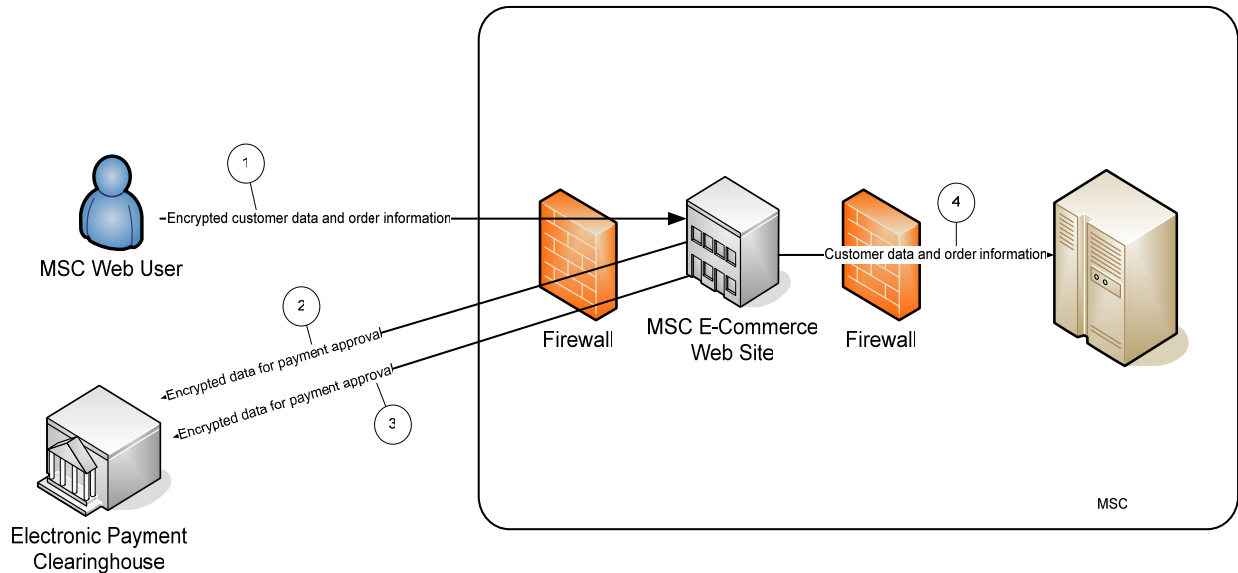 1
Encrypted customer data and order information
MSC Web User
4
Customer data and order information
2
Encrypted data for payment approval
Firewall
MSC E-Commerce
Web Site
Firewall
Encrypted data for payment approval
3
MSC
Electronic Payment
Clearinghouse